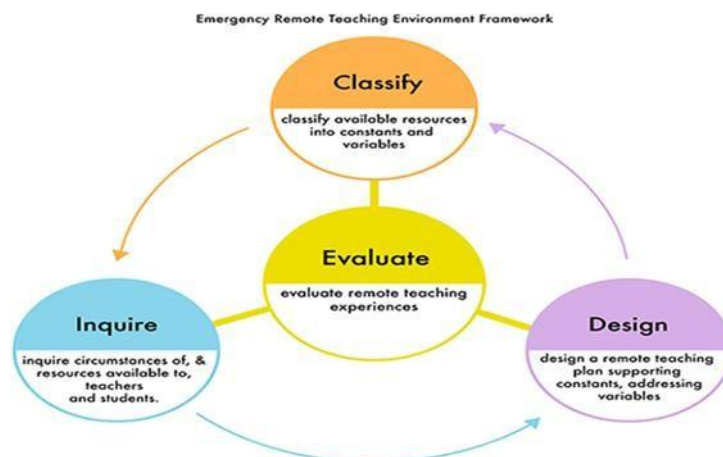 Emergency Remote Teaching Environment Framework
Classify
classify available resources
into constants and
variables
Evaluate
evaluate remote teaching
experiences
Inquire
inquire circumstances of, &
resources available to,
teachers
and students.
Design
design a remote teaching
plan supporting
constants, addressing
variables